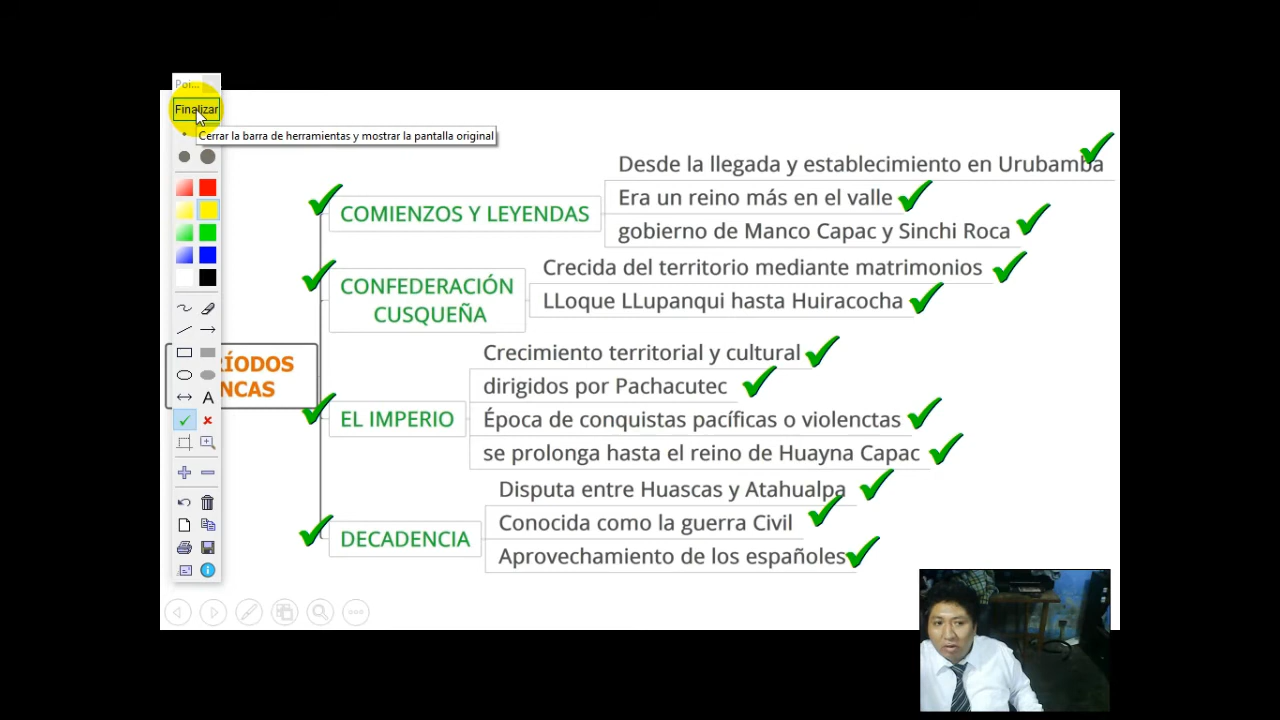 Poi...
Finalizar
Cerrar la barra de herramientas y mostrar la pantalla original
RÍODOS
NCAS
COMIENZOS Y LEYENDAS
Desde la llegada y establecimiento en Urubamba
Era un reino más en el valle
gobierno de Manco Capac y Sinchi Roca
CONFEDERACIÓN
CUSQUEÑA
Crecida del territorio mediante matrimonios
LLoque LLupanqui hasta Huiracocha
EL IMPERIO
Crecimiento territorial y cultural
dirigidos por Pachacutec
Época de conquistas pacíficas o violenctas
se prolonga hasta el reino de Huayna Capac
DECADENCIA
Disputa entre Huascas y Atahualpa
Conocida como la guerra Civil
Aprovechamiento de los españoles
A